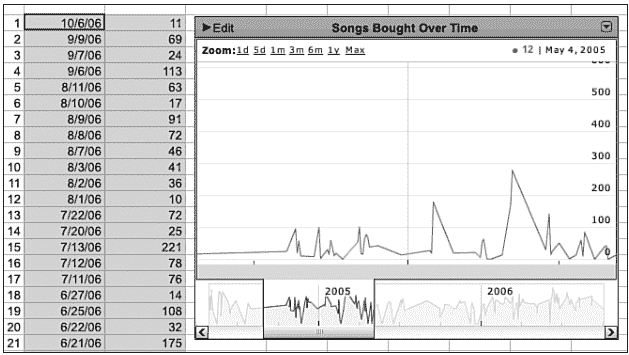 1 10/6/06 11
2 9/9/06 69
3 9/7/06 24
4 9/6/06 113
5 8/11/06 63
6 8/10/06 17
7 8/9/06 91
8 8/8/06 72
9 8/7/06 46
10 8/3/06 41
11 8/2/06 36
12 8/1/06 10
13 7/22/06 72
14 7/20/06 25
15 7/13/06 221
16 7/12/06 78
17 7/11/06 76
18 6/27/06 14
19 6/25/06 108
20 6/22/06 32
21 6/21/06 175
Edit Songs Bought Over Time
Zoom: 1d 5d 1m 3m 6m 1y Max 12 | May 4, 2005
600
500
400
300
200
100
0
2005 2006